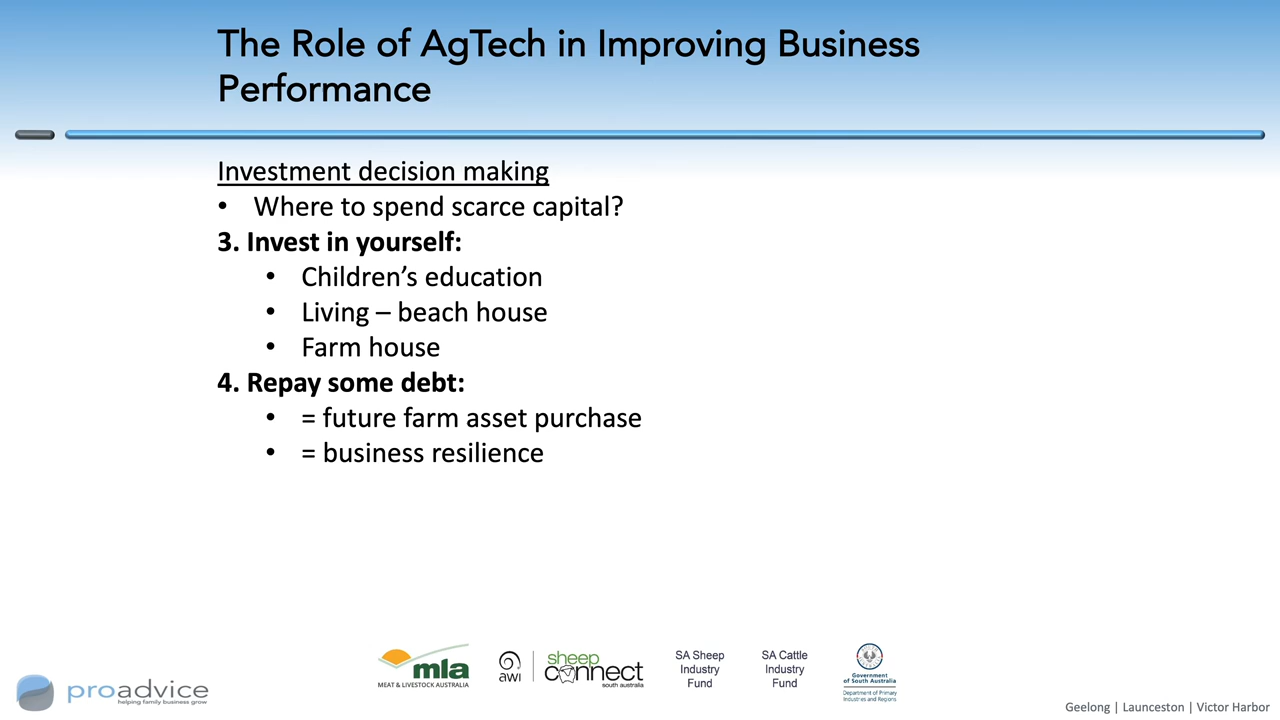 The Role of AgTech in Improving Business
Performance
Investment decision making
• Where to spend scarce capital?
3. Invest in yourself:
• Children’s education
• Living – beach house
• Farm house
4. Repay some debt:
• = future farm asset purchase
• = business resilience
mla
MEAT & LIVESTOCK AUSTRALIA
awi
sheep
connect
south australia
SA Sheep
Industry
Fund
SA Cattle
Industry
Fund
Government
of South Australia
Department of Primary
Industries and Regions
proadvice
helping family business grow
Geelong | Launceston | Victor Harbor